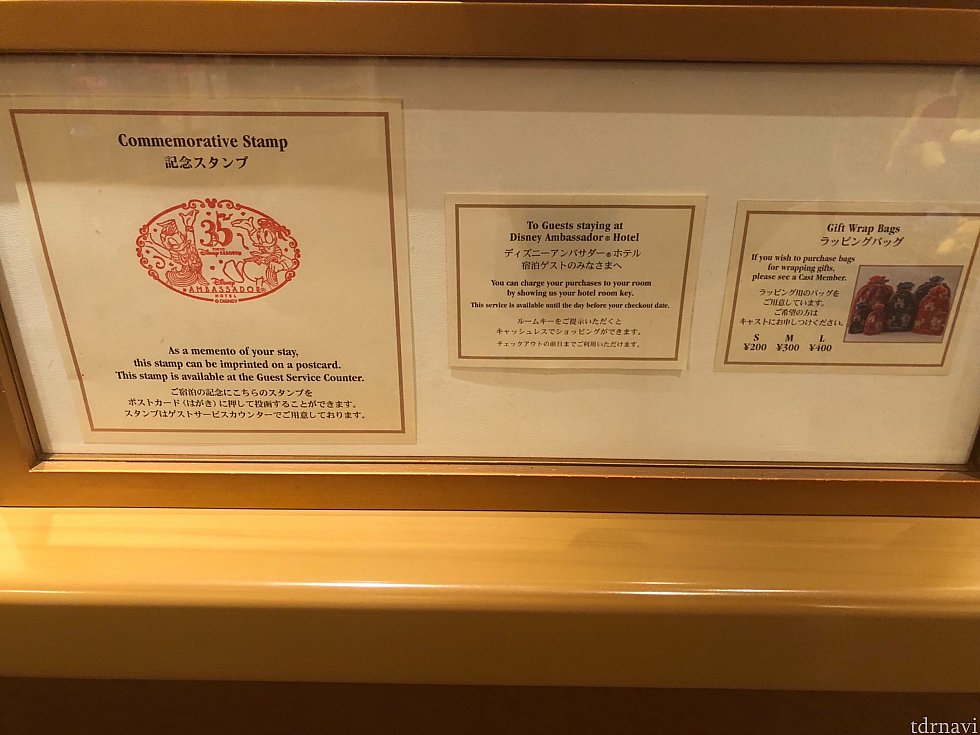 Commemorative Stamp
記念スタンプ
35
TOKYO
Disney RESORT®
Disney
AMBASSADOR
HOTEL
© DISNEY
As a memento of your stay,
this stamp can be imprinted on a postcard.
This stamp is available at the Guest Service Counter.
ご宿泊の記念にこちらのスタンプを
ポストカード(はがき)に押して投函することができます。
スタンプはゲストサービスカウンターでご用意しております。
To Guests staying at
Disney Ambassador® Hotel
ディズニーアンバサダー®ホテル
宿泊ゲストのみなさまへ
You can charge your purchases to your room
by showing us your hotel room key.
This service is available until the day before your checkout date.
ルームキーをご提示いただくと
キャッシュレスでショッピングができます。
チェックアウトの前日までご利用いただけます。
Gift Wrap Bags
ラッピングバッグ
If you wish to purchase bags
for wrapping gifts,
please see a Cast Member.
ラッピング用のバッグを
ご用意しています。
ご希望の方は
キャストにお申しつけください。
S M L
¥200 ¥300 ¥400
tdrnavi